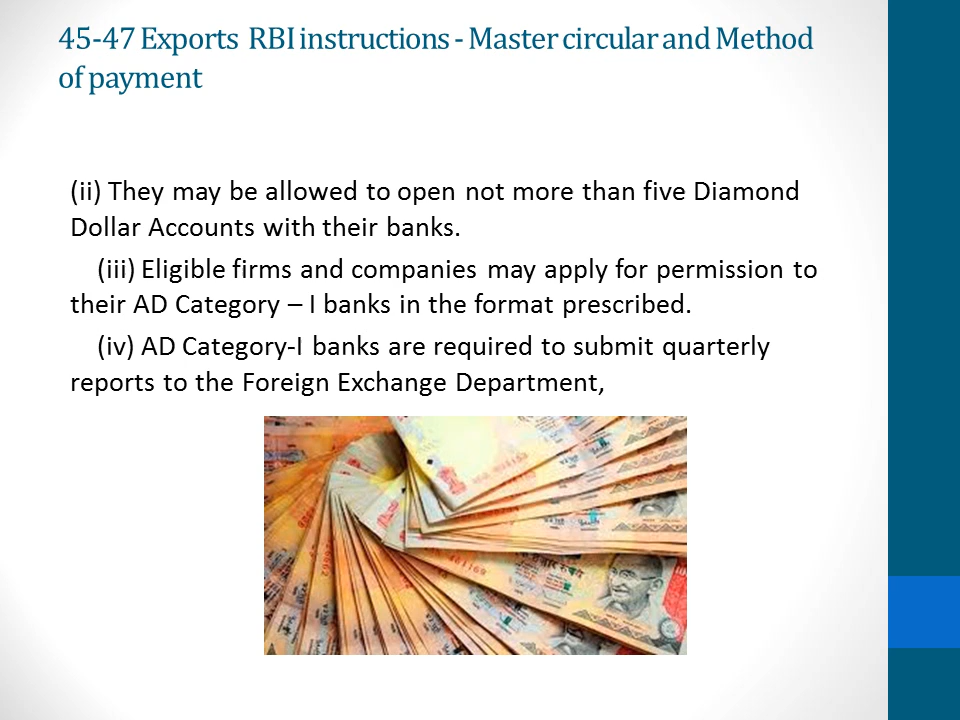 45-47 Exports RBI instructions - Master circular and Method
of payment
(ii) They may be allowed to open not more than five Diamond
Dollar Accounts with their banks.
(iii) Eligible firms and companies may apply for permission to
their AD Category – I banks in the format prescribed.
(iv) AD Category-I banks are required to submit quarterly
reports to the Foreign Exchange Department,